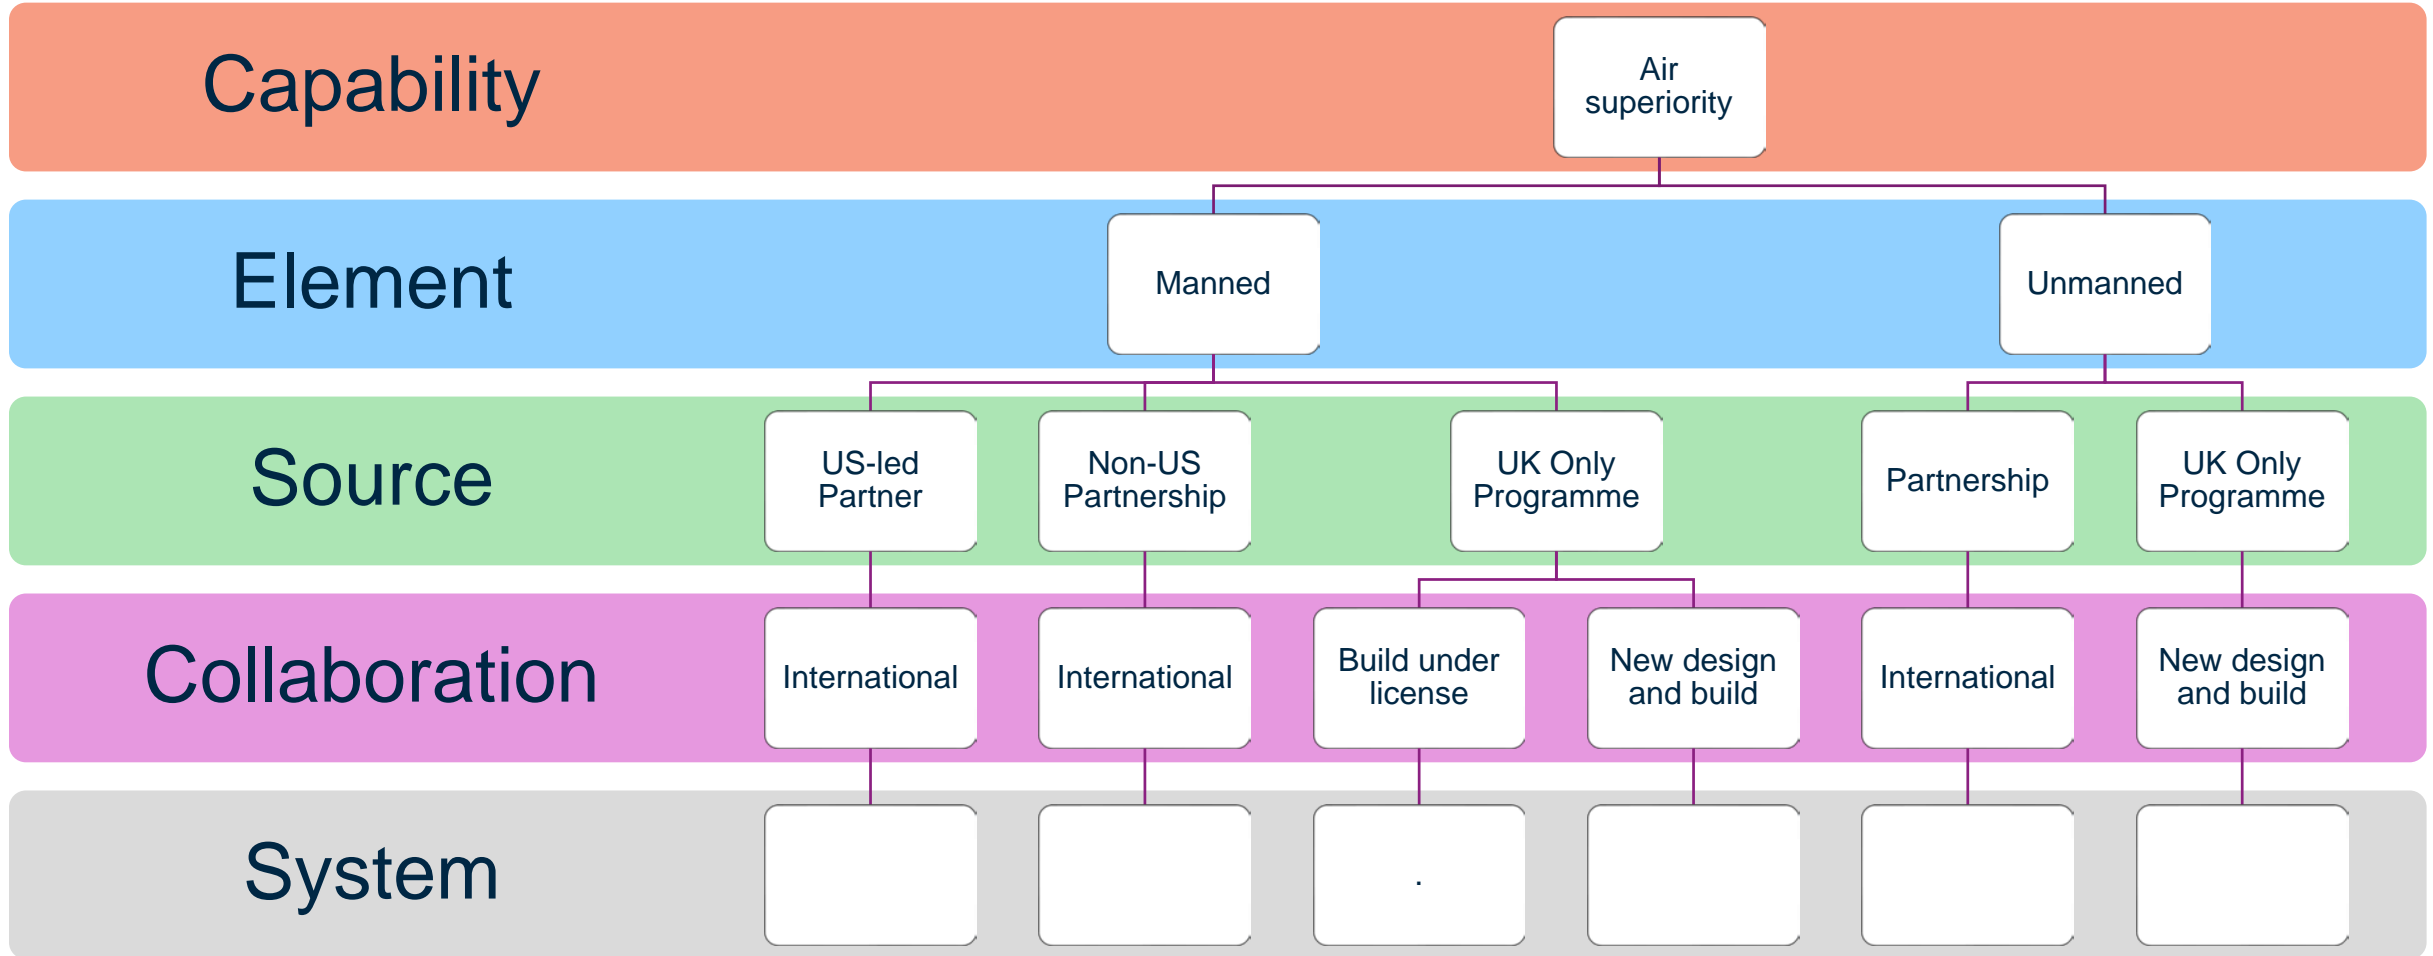 Capability
Air
superiority
Element
Manned
Unmanned
Source
US-led
Partner
Non-US
Partnership
UK Only
Programme
Partnership
UK Only
Programme
Collaboration
International
International
Build under
license
New design
and build
International
New design
and build
System
.